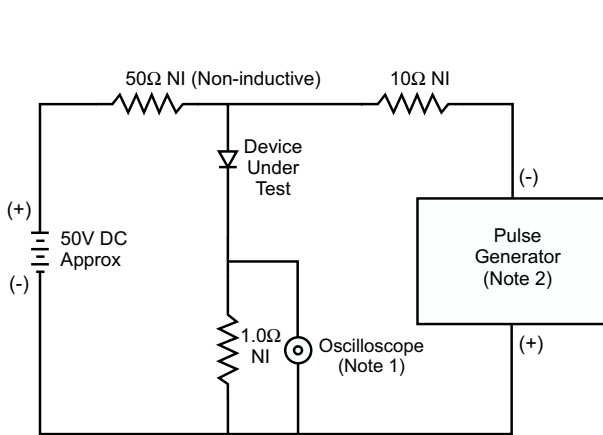 50Ω NI (Non-inductive)
10Ω NI
Device
Under
Test
(+)
50V DC
Approx
(-)
(-)
Pulse
Generator
(Note 2)
(+)
1.0Ω
NI
Oscilloscope
(Note 1)